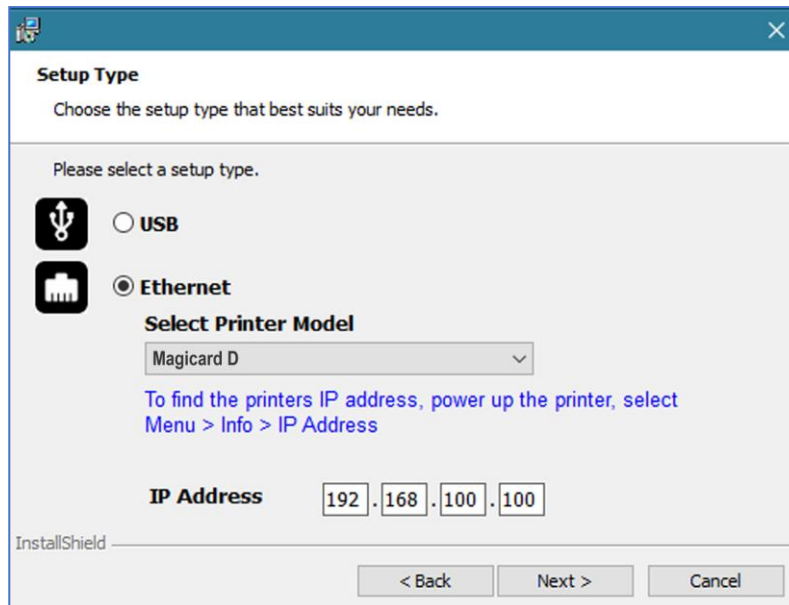 Setup Type
Choose the setup type that best suits your needs.
Please select a setup type.
USB
Ethernet
Select Printer Model
Magicard D
To find the printers IP address, power up the printer, select
Menu > Info > IP Address
IP Address 192 . 168 . 100 . 100
InstallShield
< Back Next > Cancel